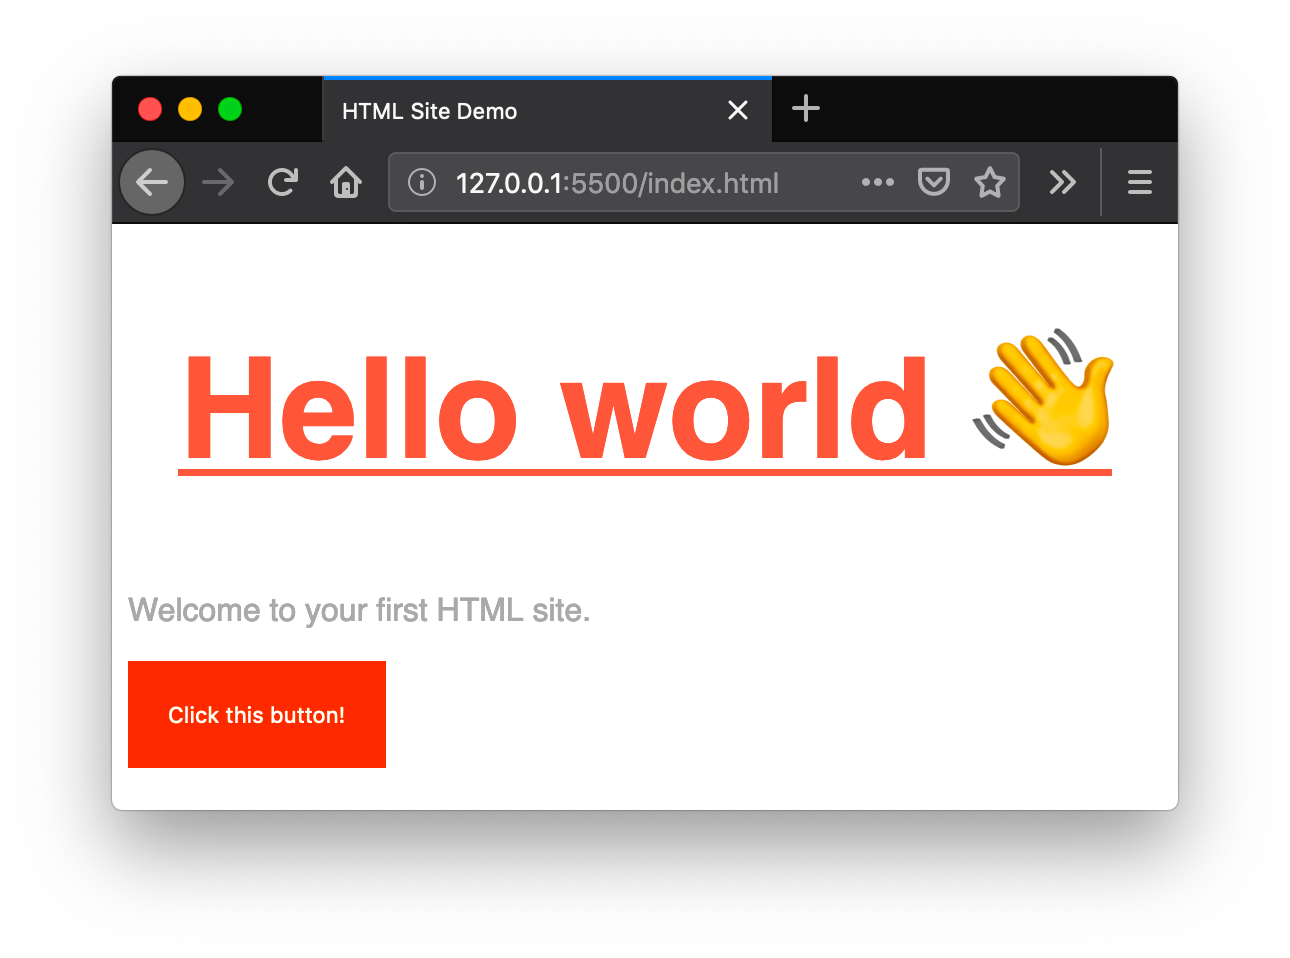 HTML Site Demo
127.0.0.1:5500/index.html
Hello world 👋
Welcome to your first HTML site.
Click this button!